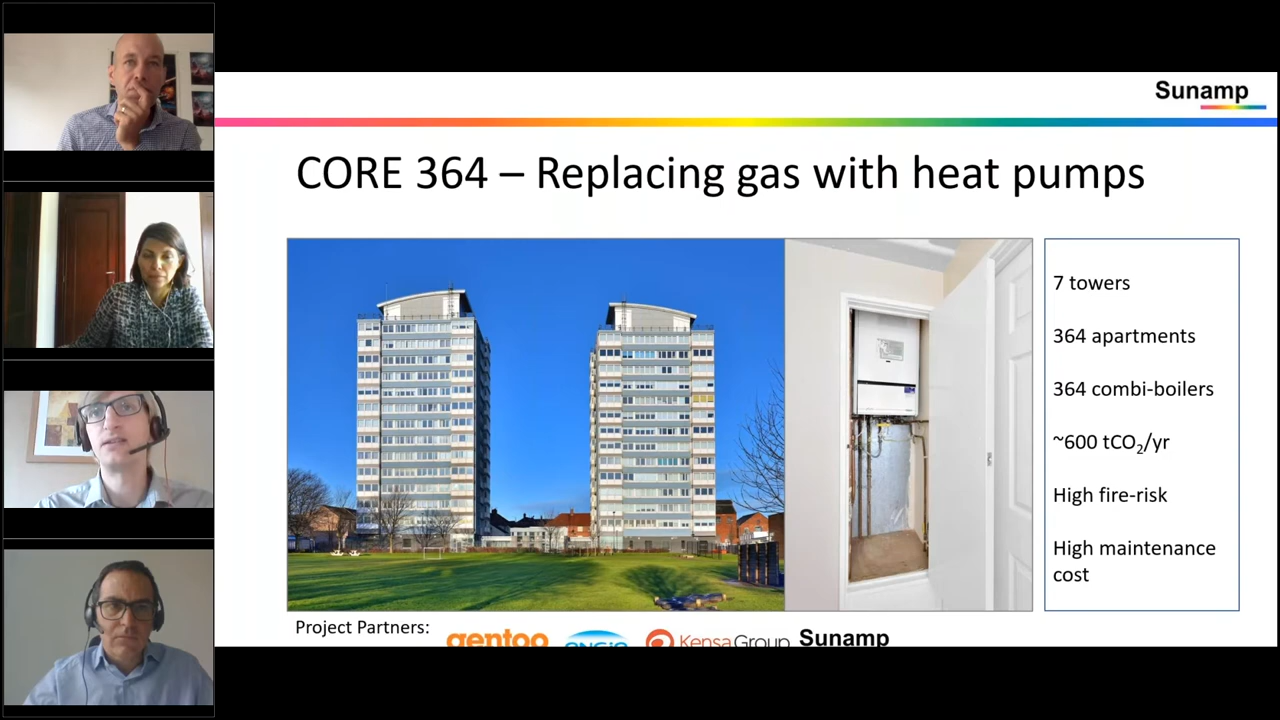 Sunamp
CORE 364 – Replacing gas with heat pumps
7 towers
364 apartments
364 combi-boilers
~600 tCO₂/yr
High fire-risk
High maintenance
cost
Project Partners:
gentoo
ENGIE
Kensa Group
Sunamp